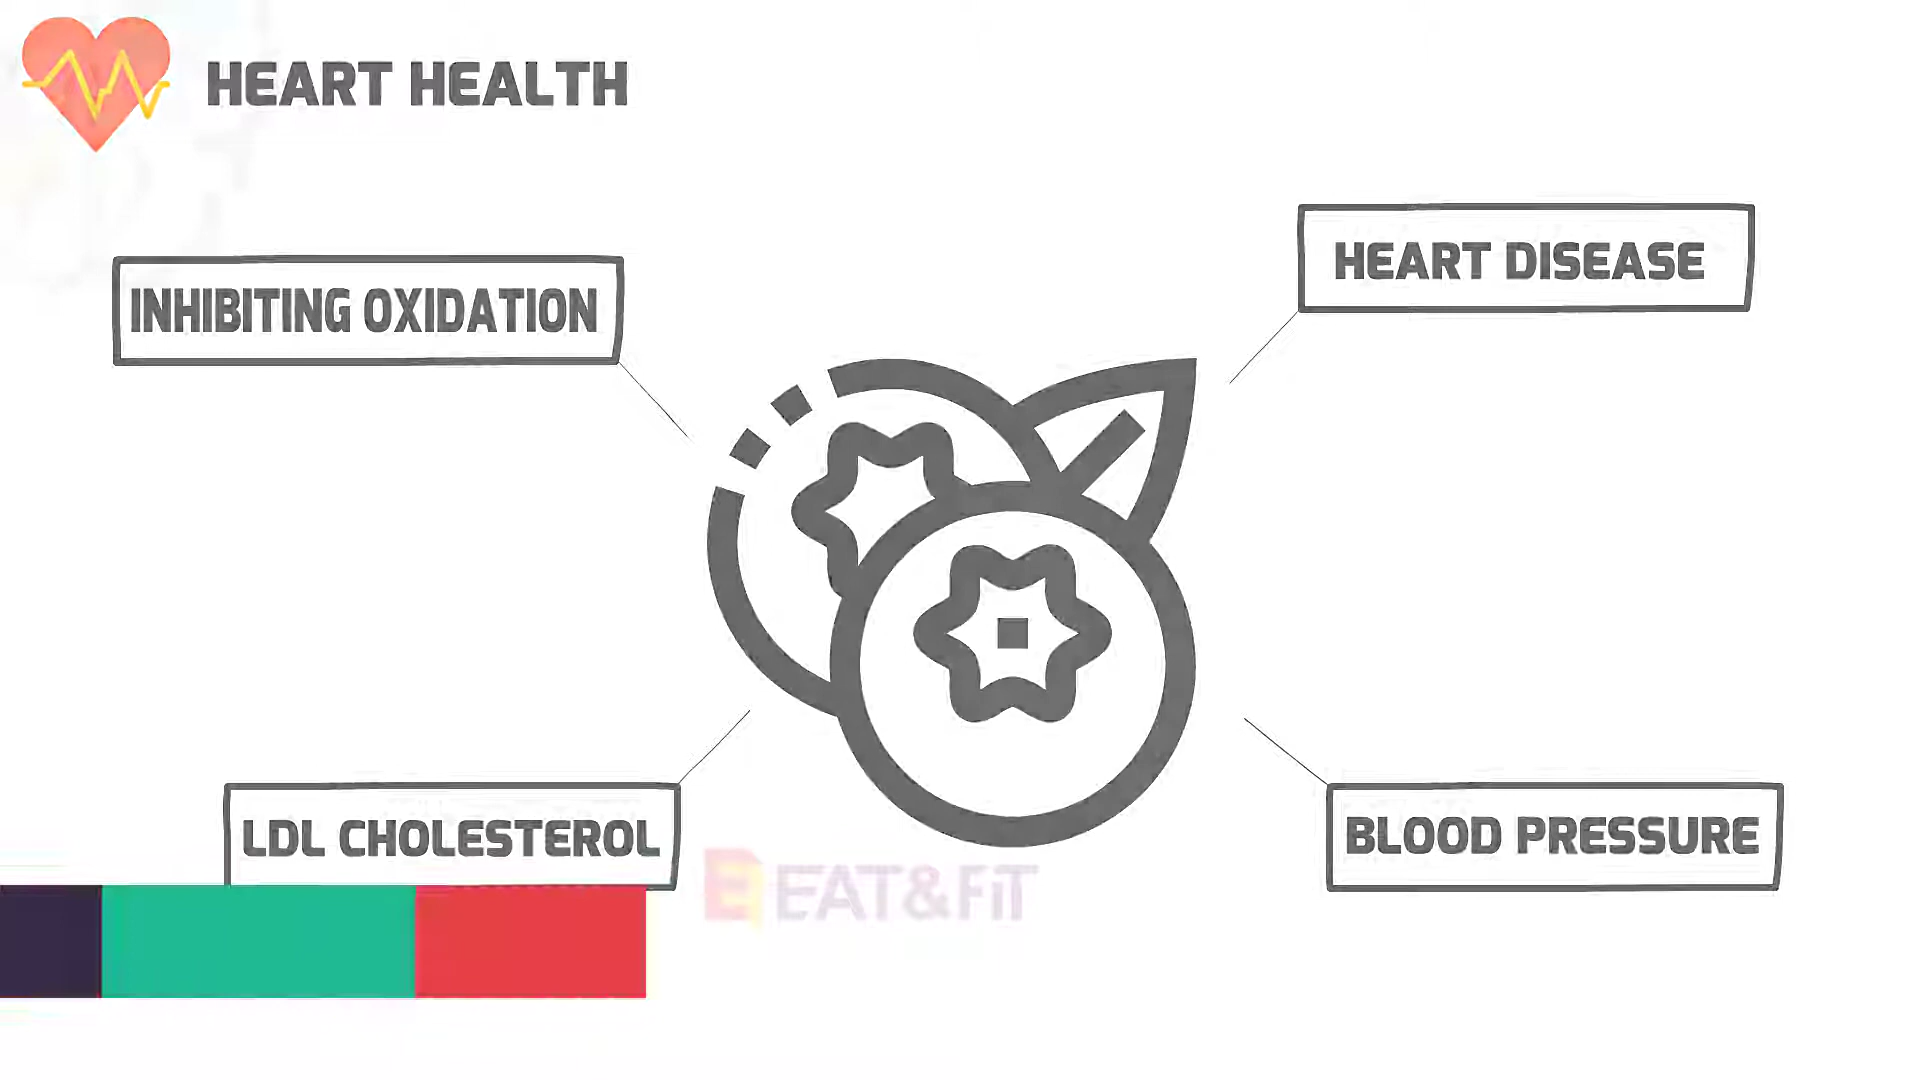 HEART HEALTH
HEART DISEASE
INHIBITING OXIDATION
LDL CHOLESTEROL
BLOOD PRESSURE
EAT&FiT